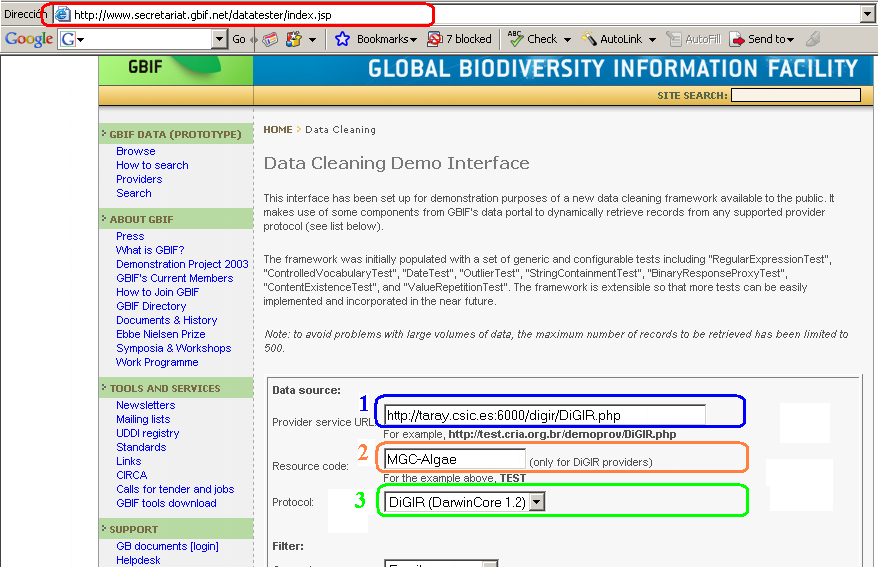 Dirección http://www.secretariat.gbif.net/datatester/index.jsp
Google G Go Bookmarks 7 blocked Check AutoLink AutoFill Send to
GBIF GLOBAL BIODIVERSITY INFORMATION FACILITY
SITE SEARCH:
GBIF DATA (PROTOTYPE)
Browse
How to search
Providers
Search
ABOUT GBIF
Press
What is GBIF?
Demonstration Project 2003
GBIF's Current Members
How to Join GBIF
GBIF Directory
Documents & History
Ebbe Nielsen Prize
Symposia & Workshops
Work Programme
TOOLS AND SERVICES
Newsletters
Mailing lists
UDDI registry
Standards
Links
CIRCA
Calls for tender and jobs
GBIF tools download
SUPPORT
GB documents [login]
Helpdesk
HOME > Data Cleaning
Data Cleaning Demo Interface
This interface has been set up for demonstration purposes of a new data cleaning framework available to the public. It
makes use of some components from GBIF's data portal to dynamically retrieve records from any supported provider
protocol (see list below).
The framework was initially populated with a set of generic and configurable tests including "RegularExpressionTest",
"ControlledVocabularyTest", "DateTest", "OutlierTest", "StringContainmentTest", "BinaryResponseProxyTest",
"ContentExistenceTest", and "ValueRepetitionTest". The framework is extensible so that more tests can be easily
implemented and incorporated in the near future.
Note: to avoid problems with large volumes of data, the maximum number of records to be retrieved has been limited to
500.
Data source:
1
Provider service URL: http://taray.csic.es:6000/digir/DiGIR.php
For example, http://test.cria.org.br/demoprov/DiGIR.php
2
Resource code: MGC-Algae (only for DiGIR providers)
For the example above, TEST
Protocol: 3 DiGIR (DarwinCore 1.2)
Filter: